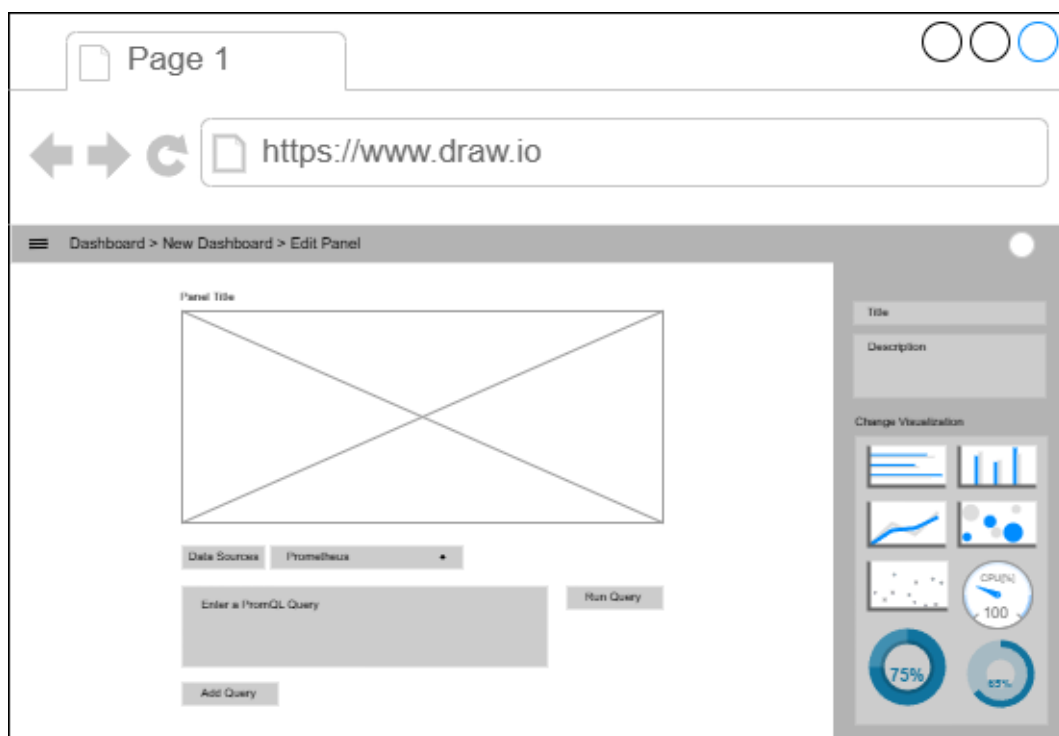 Page 1
https://www.draw.io
Dashboard > New Dashboard > Edit Panel
Panel Title
Title
Description
Change Visualization
Data Sources
Prometheus
Enter a PromQL Query
Run Query
Add Query
CPU[%]
100
75%
65%